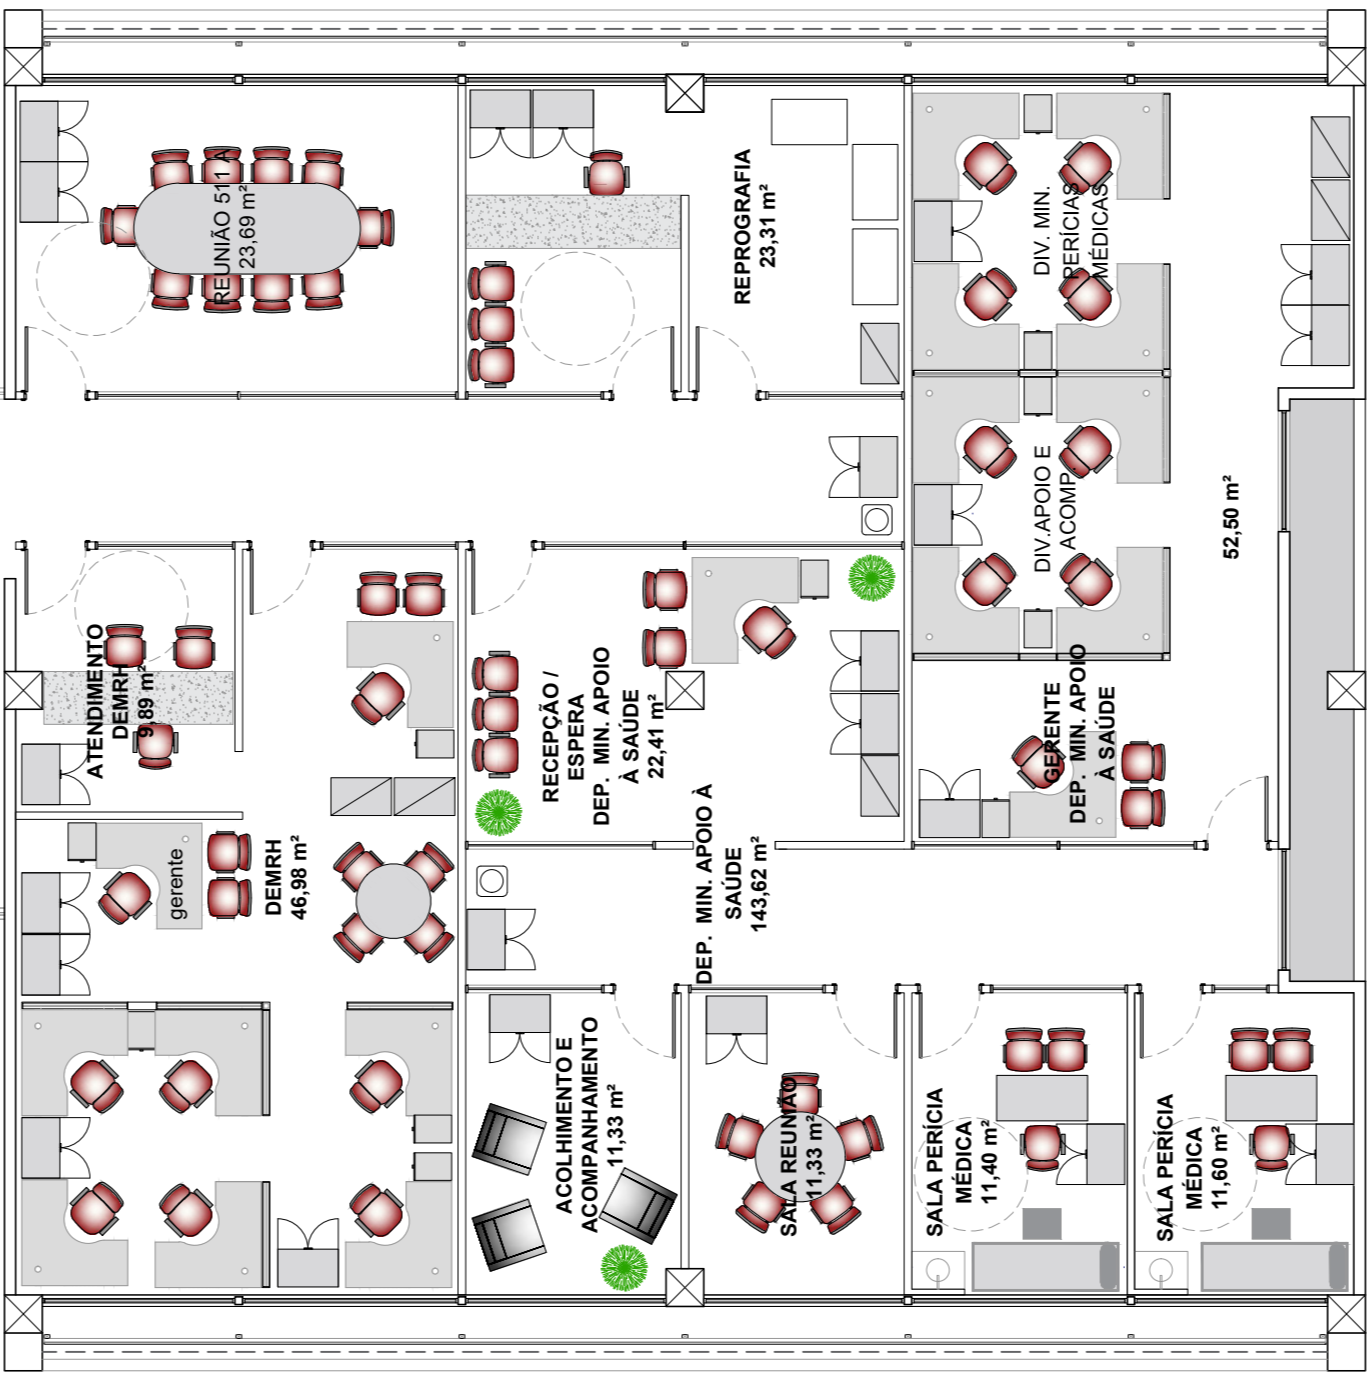 REUNIÃO 511 A
23,69 m²
REPROGRAFIA
23,31 m²
DIV. MIN.
PERÍCIAS
MÉDICAS
DIV.APOIO E
ACOMP.
52,50 m²
ATENDIMENTO
DEMRH
9,89 m²
RECEPÇÃO /
ESPERA
DEP. MIN. APOIO
À SAÚDE
22,41 m²
GERENTE
DEP. MIN. APOIO
À SAÚDE
gerente
DEMRH
46,98 m²
DEP. MIN. APOIO À
SAÚDE
143,62 m²
ACOLHIMENTO E
ACOMPANHAMENTO
11,33 m²
SALA REUNIÃO
11,33 m²
SALA PERÍCIA
MÉDICA
11,40 m²
SALA PERÍCIA
MÉDICA
11,60 m²